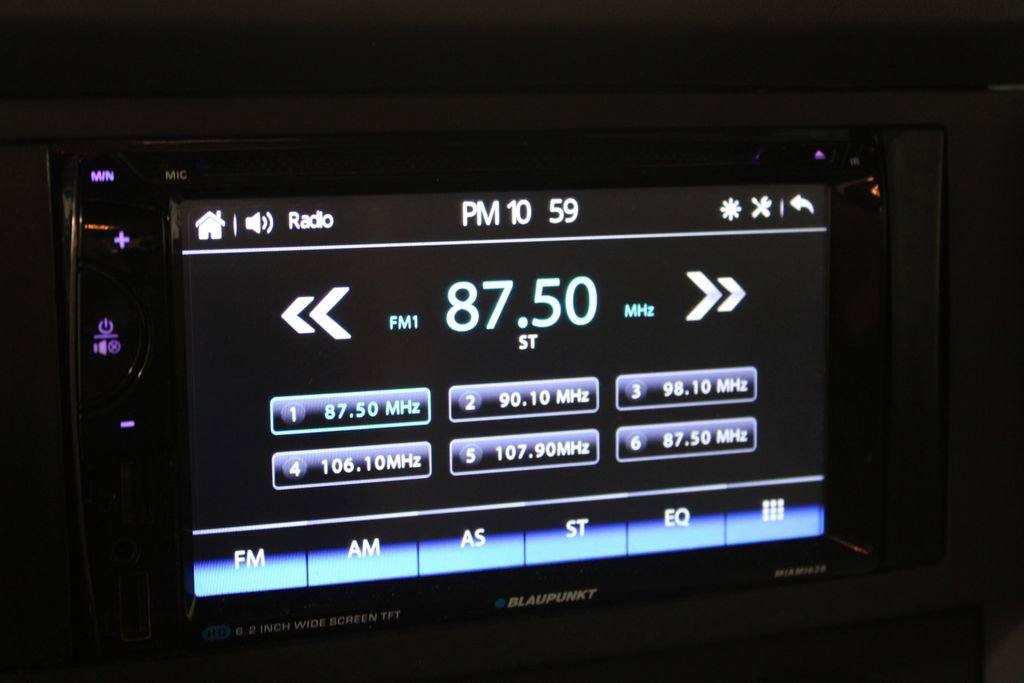 M/N MIC IR
Radio PM 10 59
FM1 87.50 MHz
ST
1 87.50 MHz 2 90.10 MHz 3 98.10 MHz
4 106.10MHz 5 107.90MHz 6 87.50 MHz
FM AM AS ST EQ
HD 6.2 INCH WIDE SCREEN TFT BLAUPUNKT MIAMI620